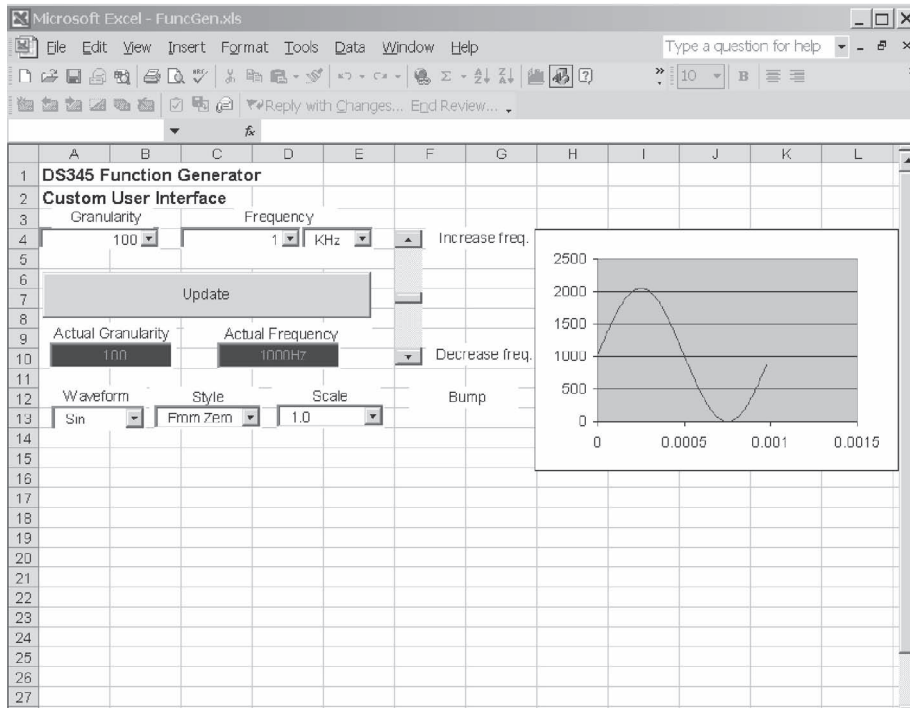 Microsoft Excel - FuncGen.xls
File Edit View Insert Format Tools Data Window Help Type a question for help
10 B
Reply with Changes... End Review...
fx
A B C D E F G H I J K L
1 DS345 Function Generator
2 Custom User Interface
3 Granularity Frequency
4 100 1 KHz Increase freq.
5 2500
6 2000
7 Update
8 1500
9 Actual Granularity Actual Frequency
10 100 1000Hz Decrease freq. 1000
11 500
12 Waveform Style Scale Bump
13 Sin From Zero 1.0 0
14 0 0.0005 0.001 0.0015
15
16
17
18
19
20
21
22
23
24
25
26
27